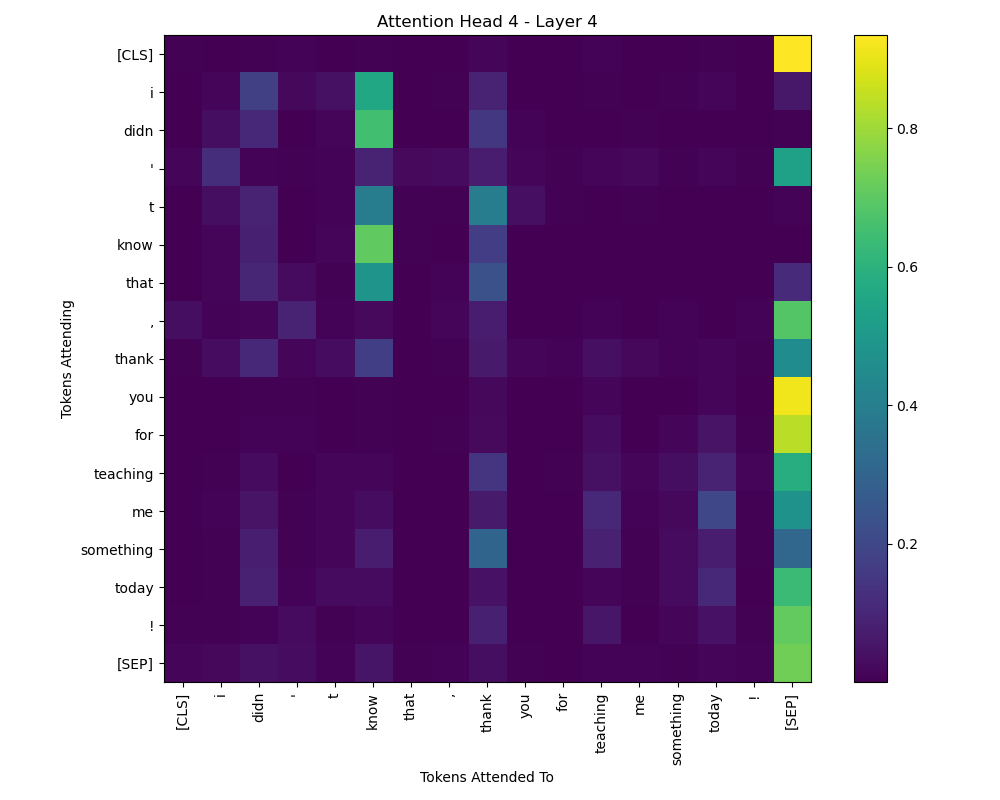 Attention Head 4 - Layer 4
[CLS]
i
didn
'
t
know
that
,
thank
you
for
teaching
me
something
today
!
[SEP]
Tokens Attending
[CLS]
i
didn
'
t
know
that
,
thank
you
for
teaching
me
something
today
!
[SEP]
Tokens Attended To
0.8
0.6
0.4
0.2